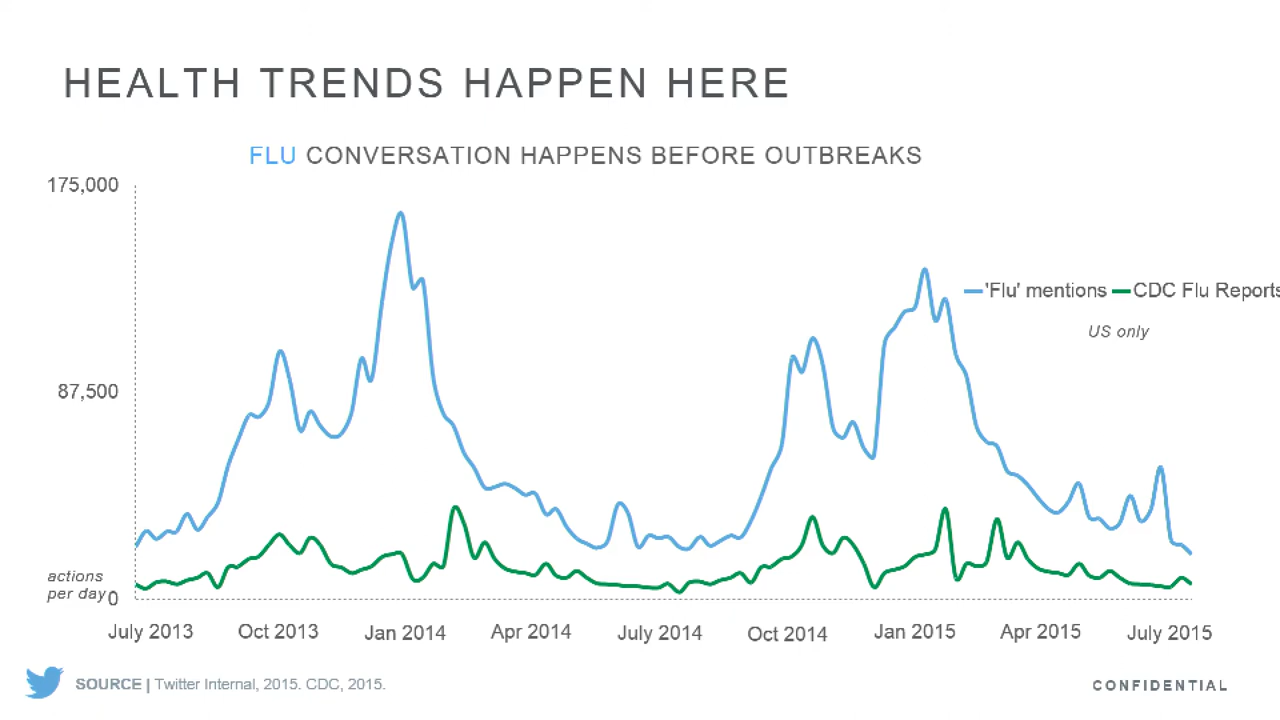 HEALTH TRENDS HAPPEN HERE
FLU CONVERSATION HAPPENS BEFORE OUTBREAKS
175,000
'Flu' mentions CDC Flu Reports
US only
87,500
actions
per day 0
July 2013 Oct 2013 Jan 2014 Apr 2014 July 2014 Oct 2014 Jan 2015 Apr 2015 July 2015
SOURCE | Twitter Internal, 2015. CDC, 2015.
CONFIDENTIAL